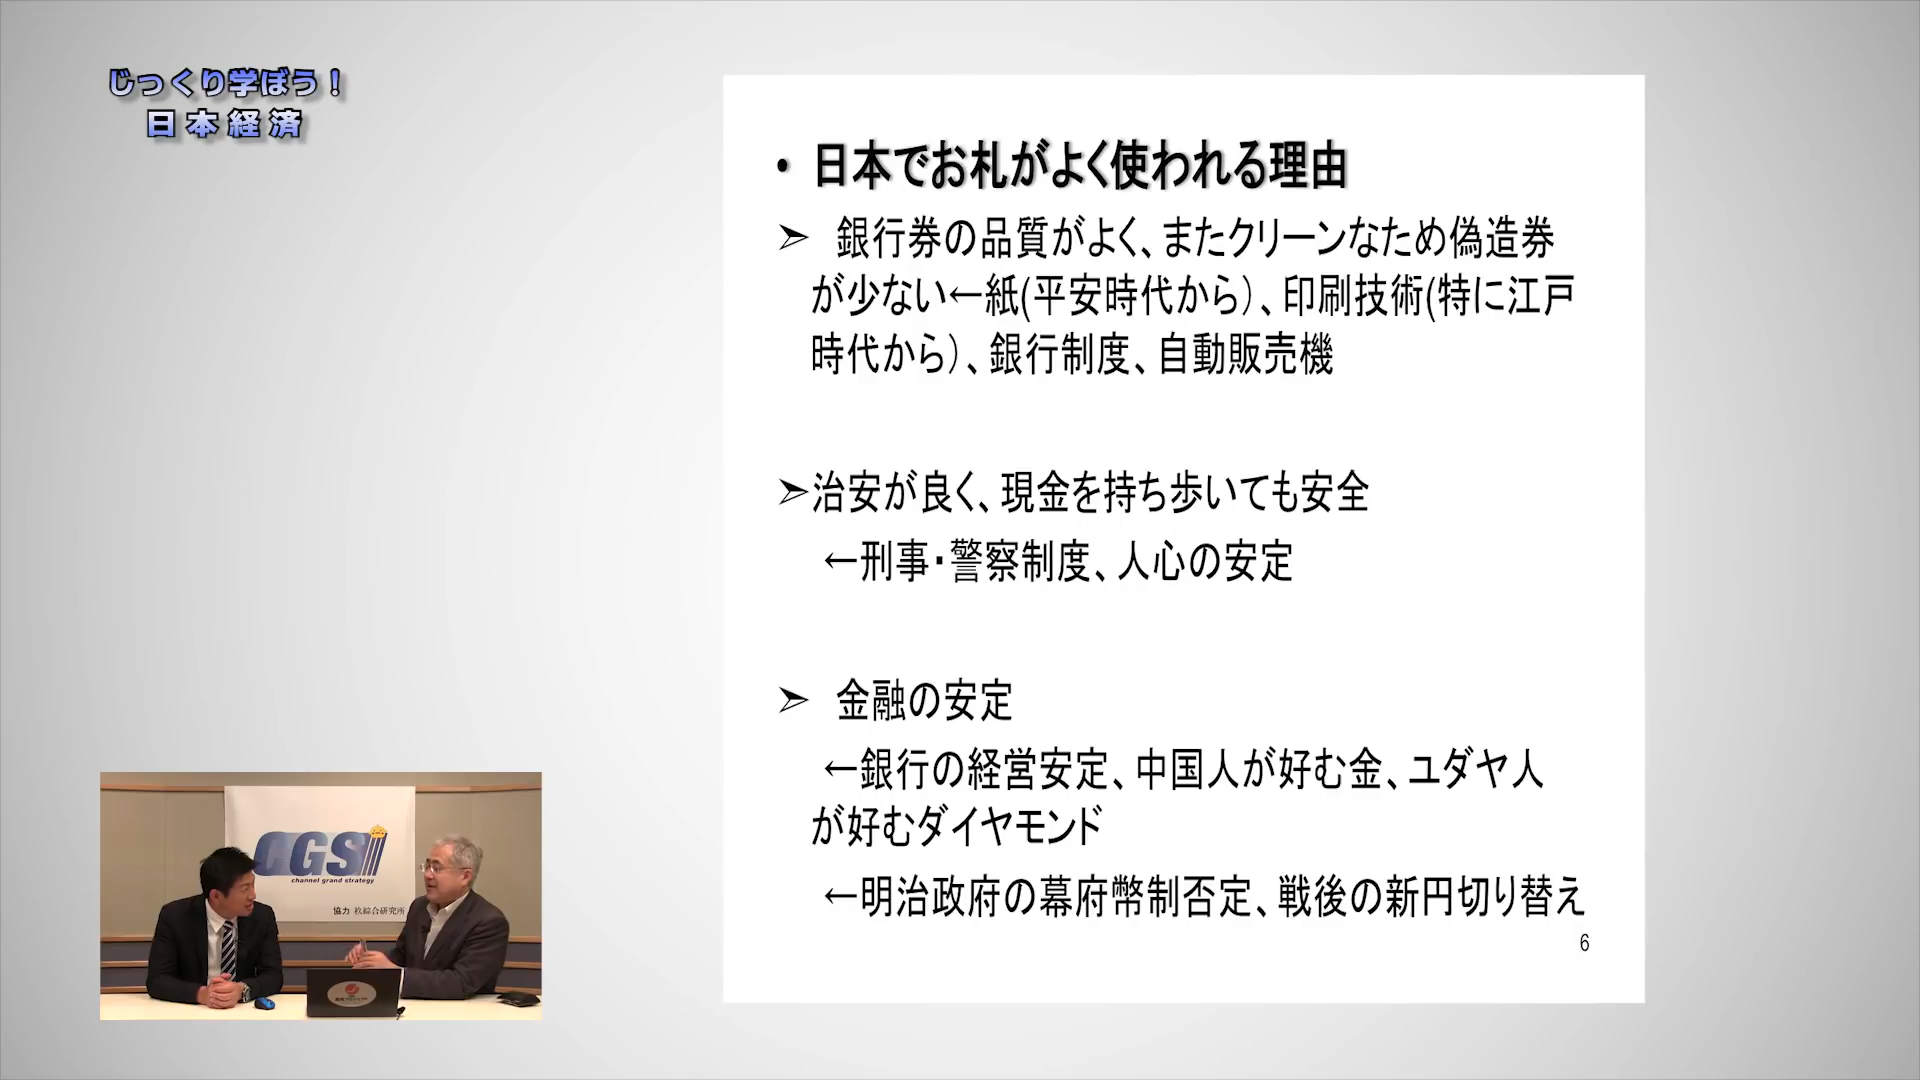 じっくり学ぼう！
日本経済
• 日本でお札がよく使われる理由
➢ 銀行券の品質がよく、またクリーンなため偽造券
が少ない←紙(平安時代から）、印刷技術(特に江戸
時代から）、銀行制度、自動販売機
➢治安が良く、現金を持ち歩いても安全
←刑事・警察制度、人心の安定
➢ 金融の安定
←銀行の経営安定、中国人が好む金、ユダヤ人
が好むダイヤモンド
←明治政府の幕府幣制否定、戦後の新円切り替え
6
CGS
channel grand strategy
協力 杦綜合研究所